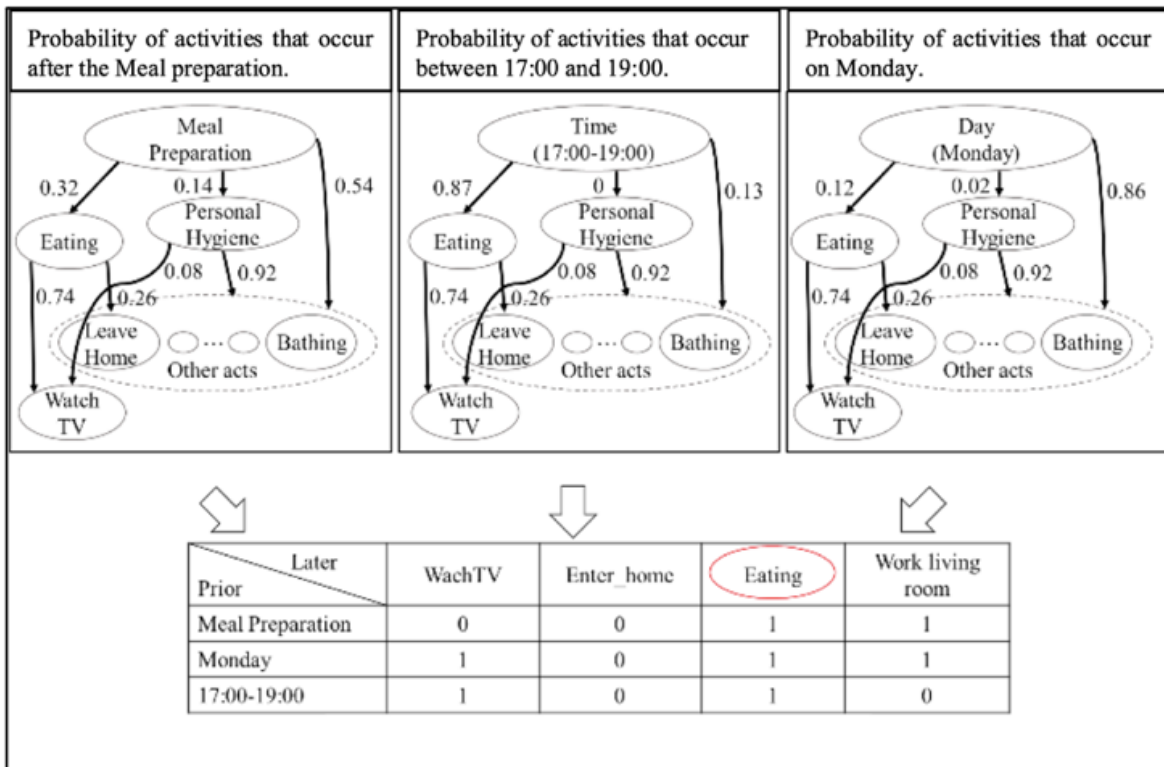 Probability of activities that occur
after the Meal preparation.
Probability of activities that occur
between 17:00 and 19:00.
Probability of activities that occur
on Monday.
Meal
Preparation
0.32
0.14
0.54
Eating
Personal
Hygiene
0.08
0.92
0.74
0.26
Leave
Home
...
Bathing
Other acts
Watch
TV
Time
(17:00-19:00)
0.87
0
0.13
Eating
Personal
Hygiene
0.08
0.92
0.74
0.26
Leave
Home
...
Bathing
Other acts
Watch
TV
Day
(Monday)
0.12
0.02
0.86
Eating
Personal
Hygiene
0.08
0.92
0.74
0.26
Leave
Home
...
Bathing
Other acts
Watch
TV
Later
Prior
WachTV
Enter_home
Eating
Work living
room
Meal Preparation 0 0 1 1
Monday 1 0 1 1
17:00-19:00 1 0 1 0